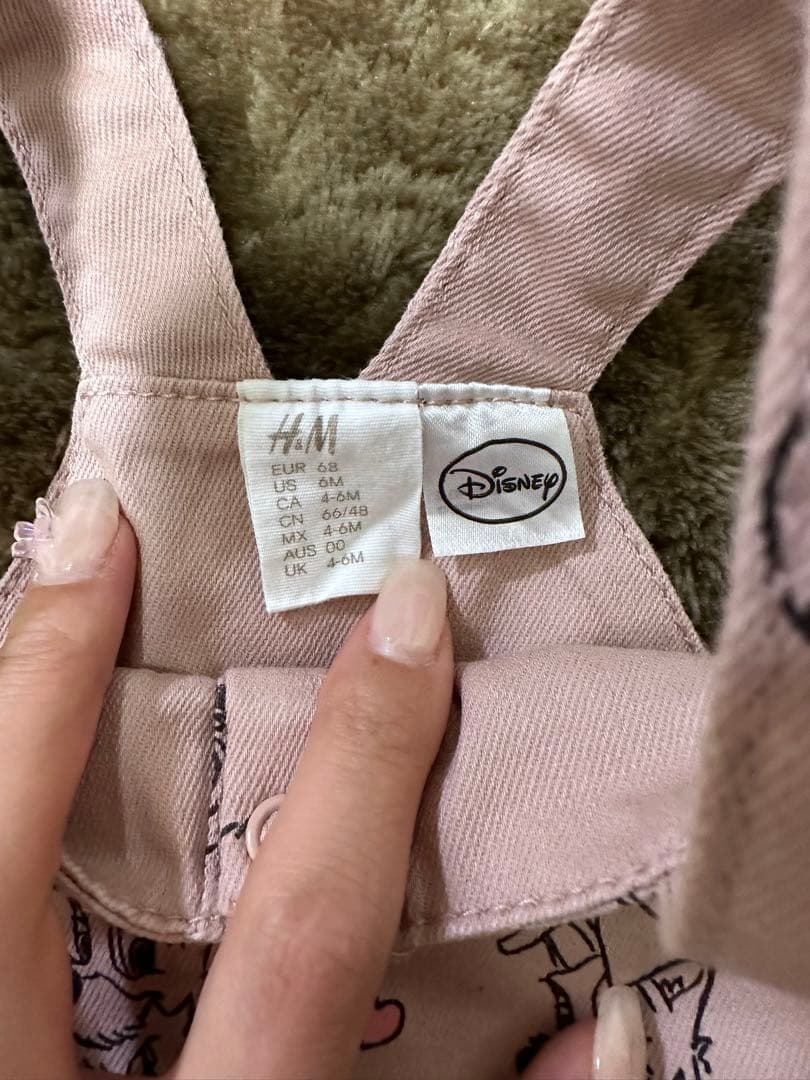 H&M
EUR 68
US 6M
CA 4-6M
CN 66/48
MX 4-6M
AUS 00
UK 4-6M
Disney